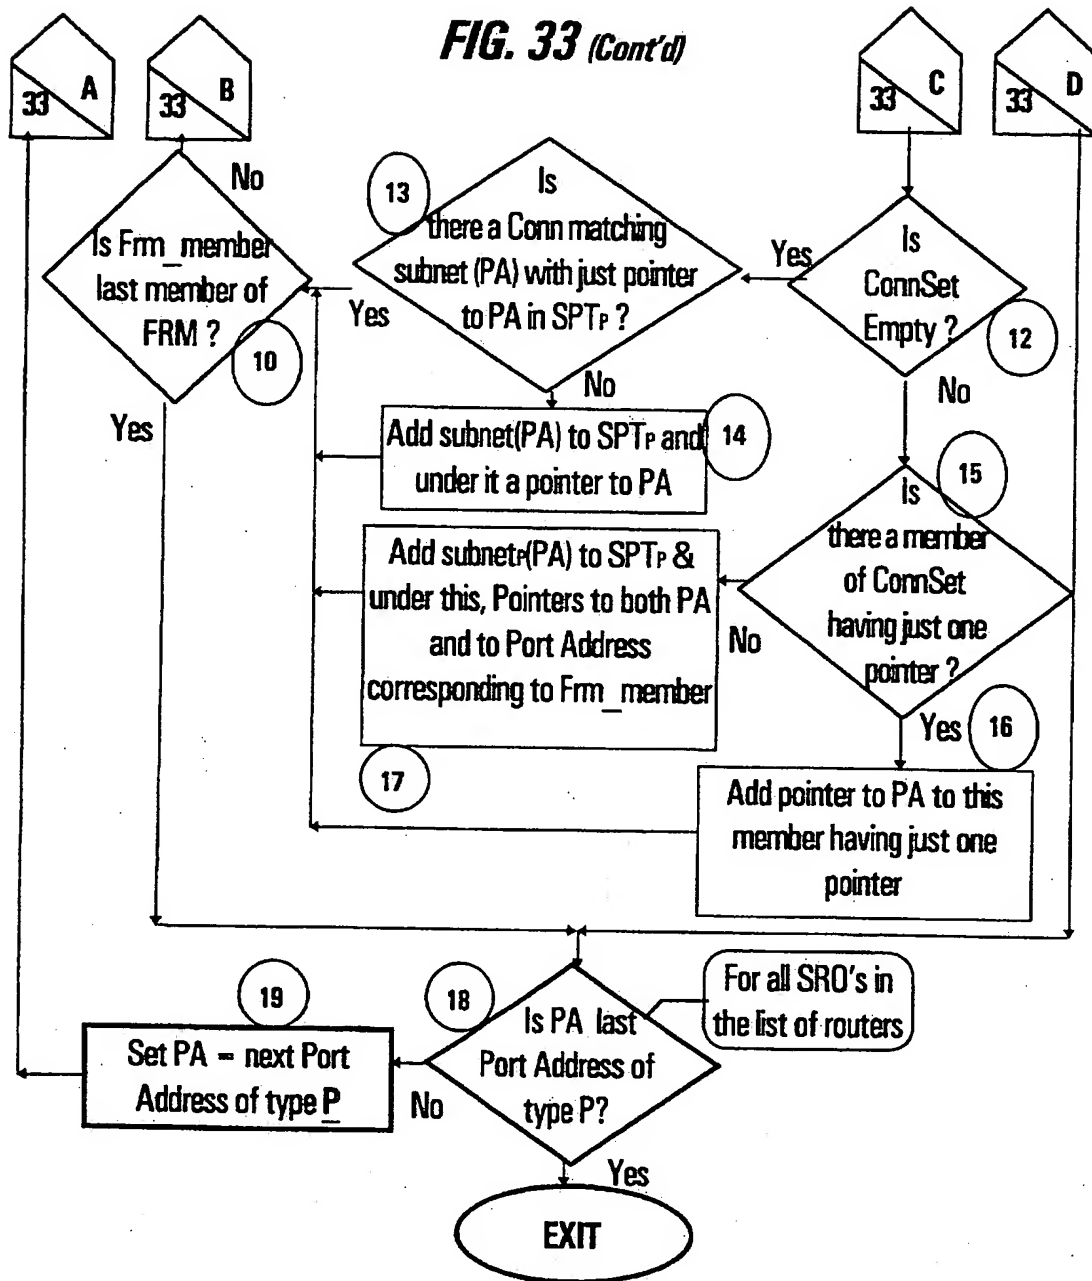 FIG. 33 (Cont'd)
33 A
33 B
33 C
33 D
No
Is Frm_member
last member of
FRM ?
10
Yes
13
Is
there a Conn matching
subnet (PA) with just pointer
to PA in SPTP ?
Yes
No
Yes
Is
ConnSet
Empty ?
12
No
Add subnet(PA) to SPTP and
under it a pointer to PA
14
15
Is
there a member
of ConnSet
having just one
pointer ?
No
Yes
16
Add subnetP(PA) to SPTP &
under this, Pointers to both PA
and to Port Address
corresponding to Frm_member
17
Add pointer to PA to this
member having just one
pointer
For all SRO's in
the list of routers
18
Is PA last
Port Address of
type P?
No
Yes
19
Set PA = next Port
Address of type P
EXIT